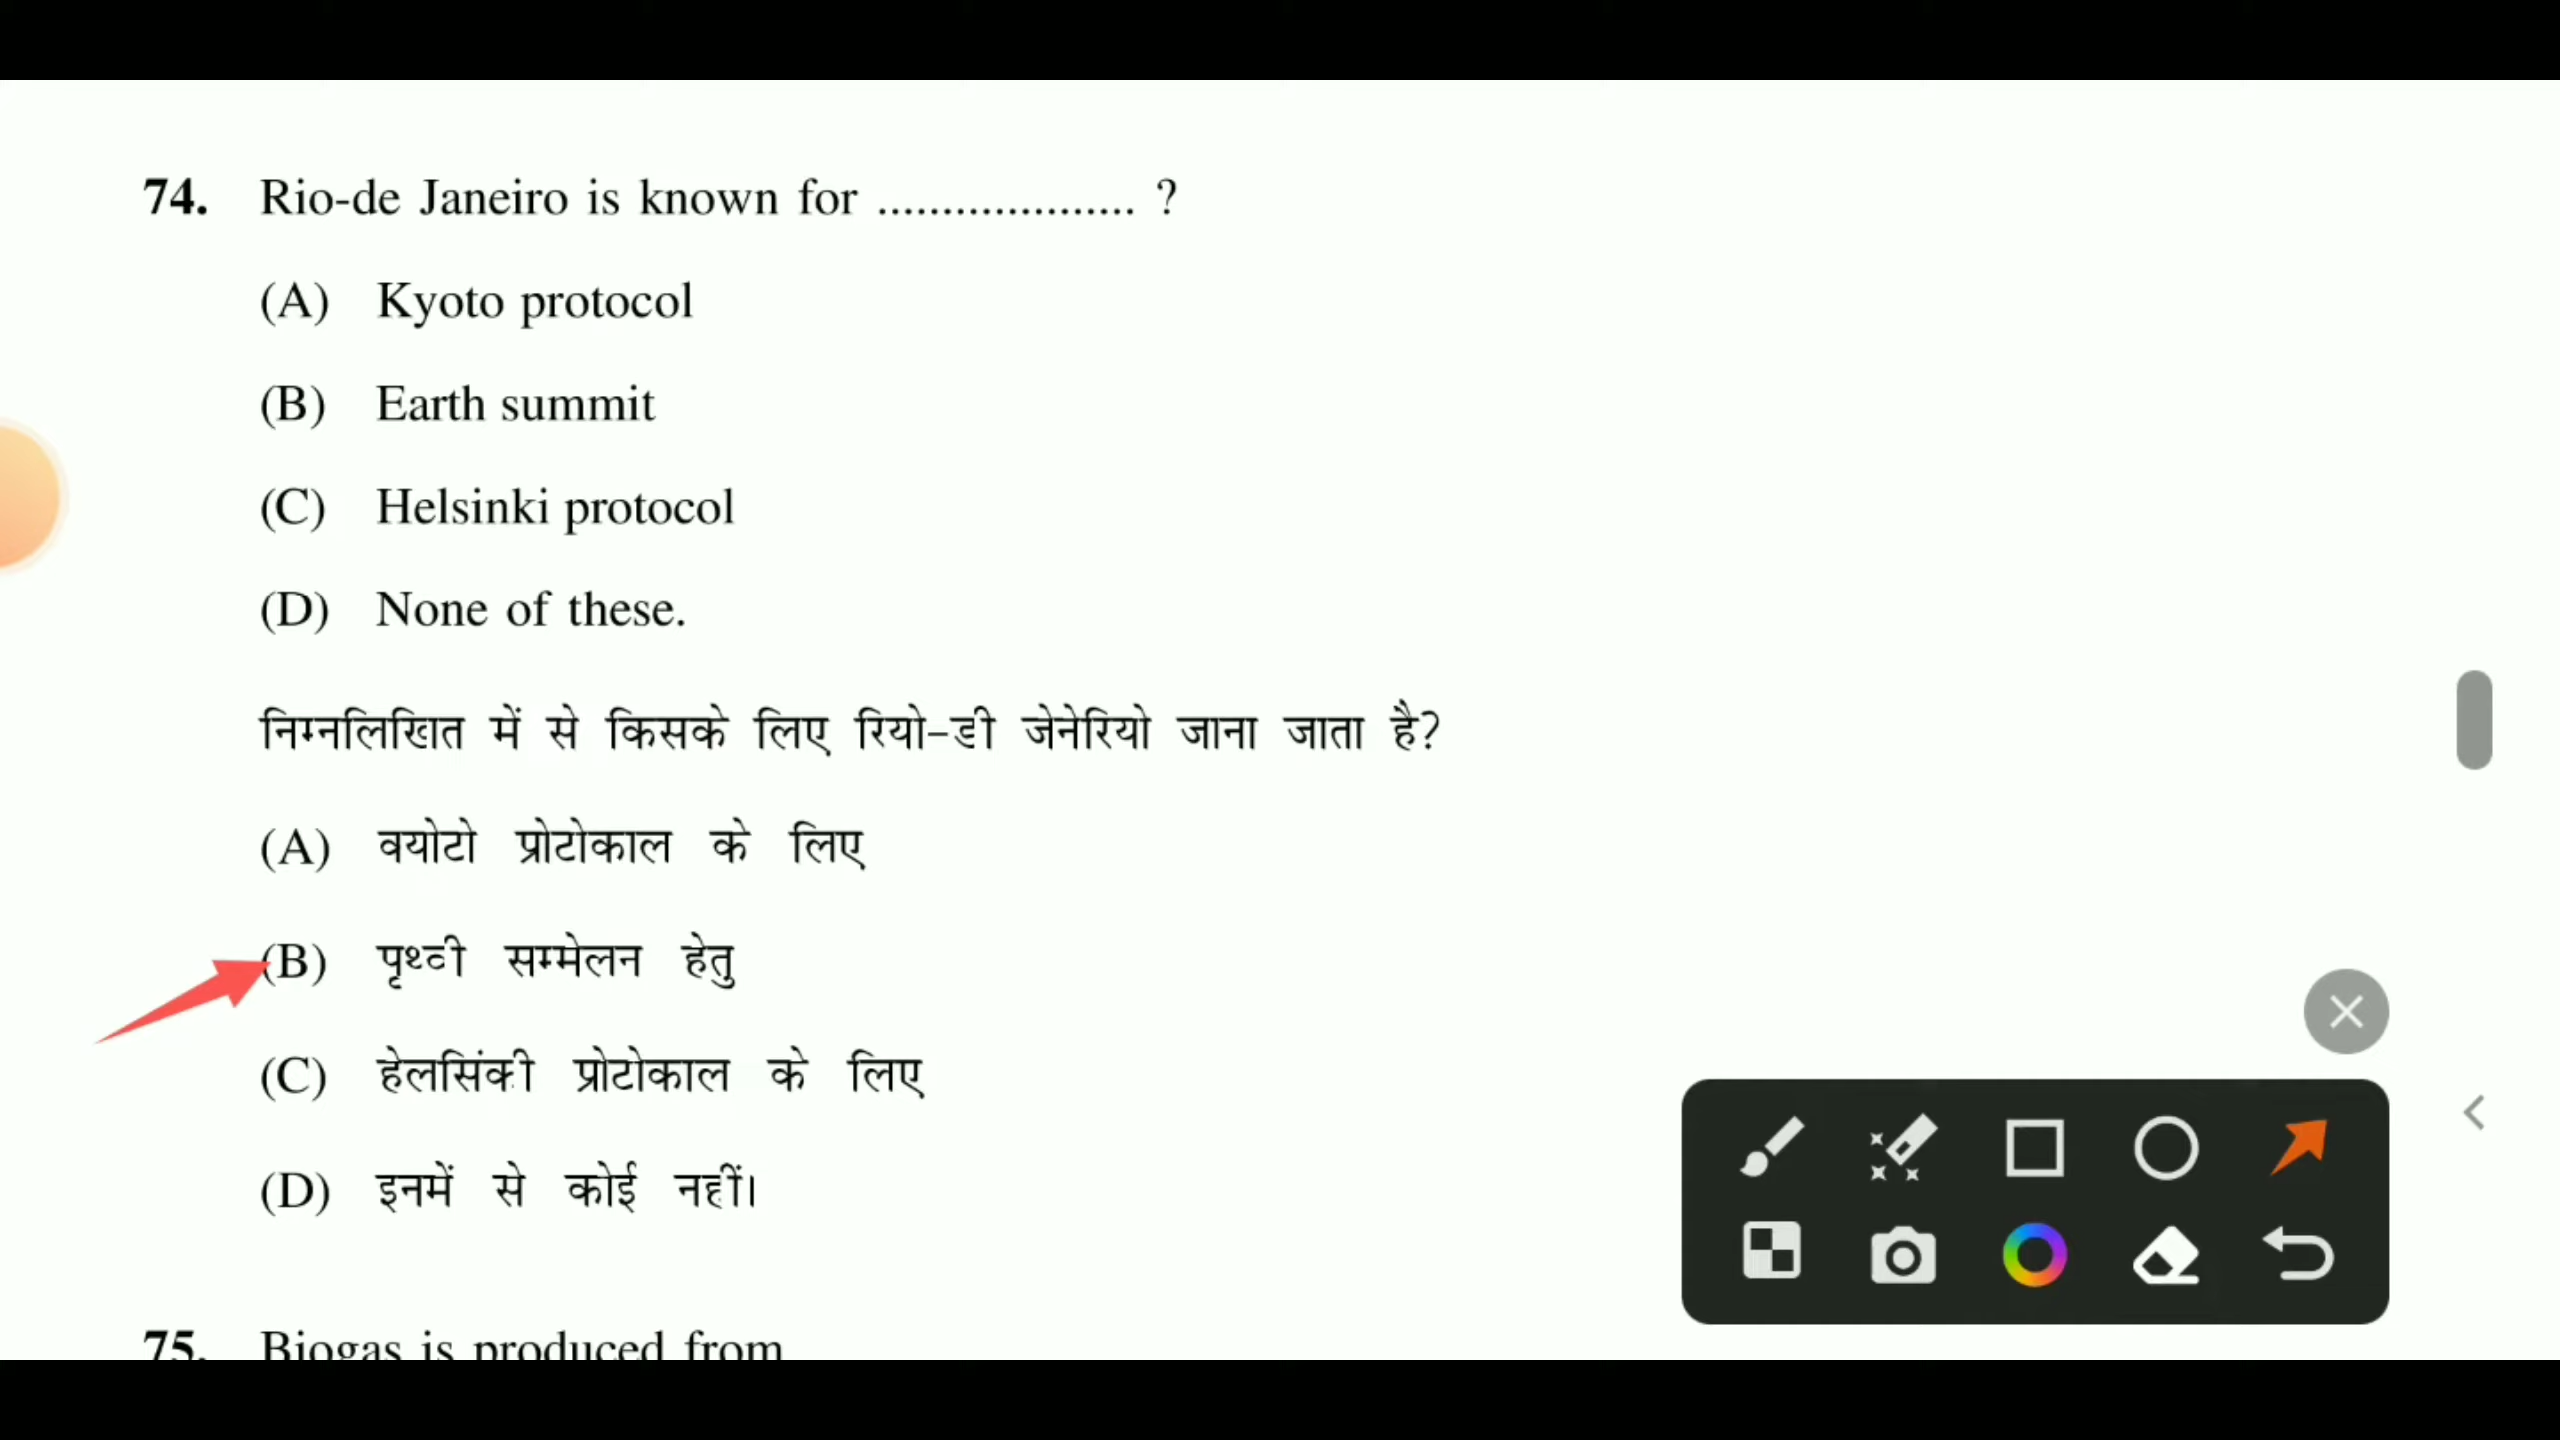 74. Rio-de Janeiro is known for .................... ?
(A) Kyoto protocol
(B) Earth summit
(C) Helsinki protocol
(D) None of these.
निम्नलिखित में से किसके लिए रियो-डी जेनेरियो जाना जाता है?
(A) वयोटो प्रोटोकाल के लिए
(B) पृथ्वी सम्मेलन हेतु
(C) हेलसिंकी प्रोटोकाल के लिए
(D) इनमें से कोई नहीं।
75. Biogas is produced from